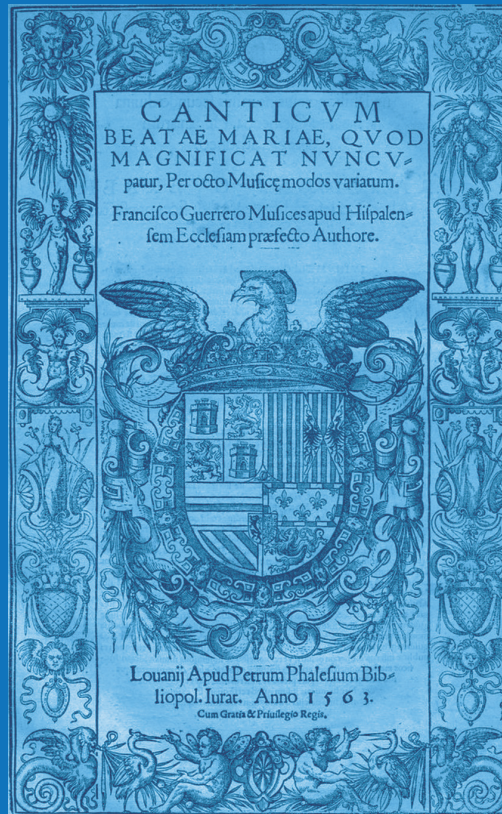 CANTICVM
BEATAE MARIAE, QVOD
MAGNIFICAT NVNCV-
patur, Per octo Musicę modos variatum.
Francisco Guerrero Musices apud Hispalen-
sem Ecclesiam præfecto Authore.
Louanij Apud Petrum Phalesium Bib-
liopol. Iurat. Anno 1563.
Cum Gratia & Priuilegio Regis.